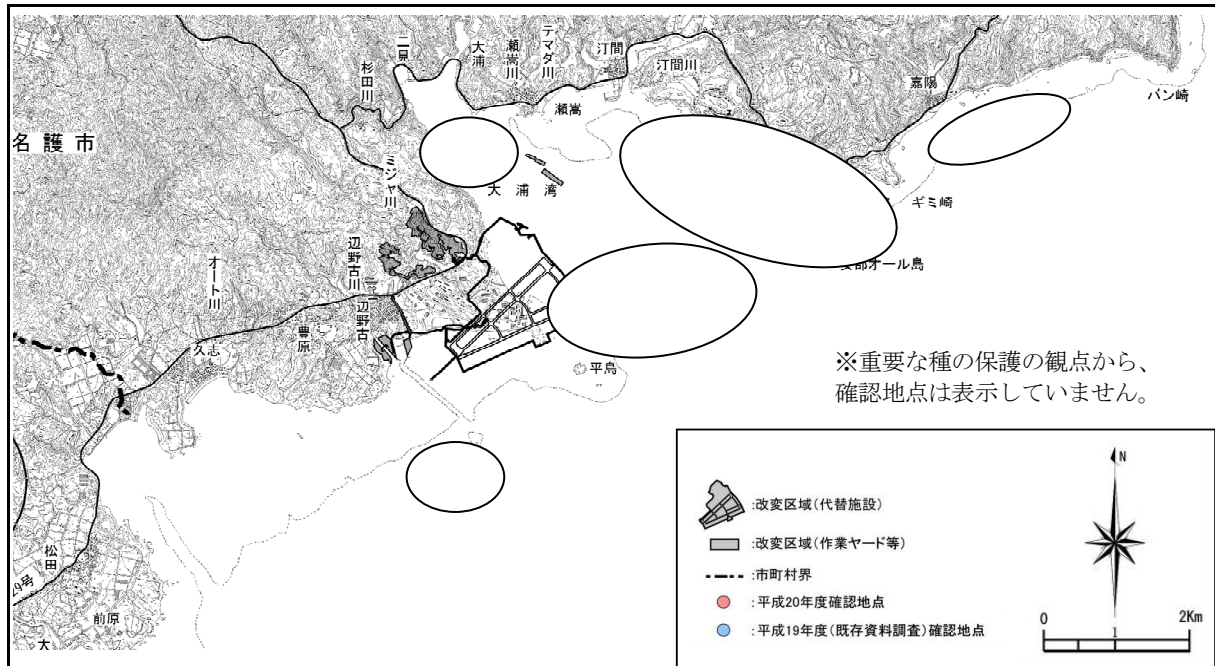 名護市
二見
杉田川
大浦
瀬嵩川
テマダ川
汀間
汀間川
瀬嵩
嘉陽
バン崎
ミジャ川
大浦湾
ギミ崎
部オール島
辺野古川
辺野古
オート川
豊原
久志
平島
松田
前原
大
※重要な種の保護の観点から、
確認地点は表示していません。
:改変区域(代替施設)
:改変区域(作業ヤード等)
:市町村界
:平成20年度確認地点
:平成19年度(既存資料調査)確認地点
N
0 1 2Km